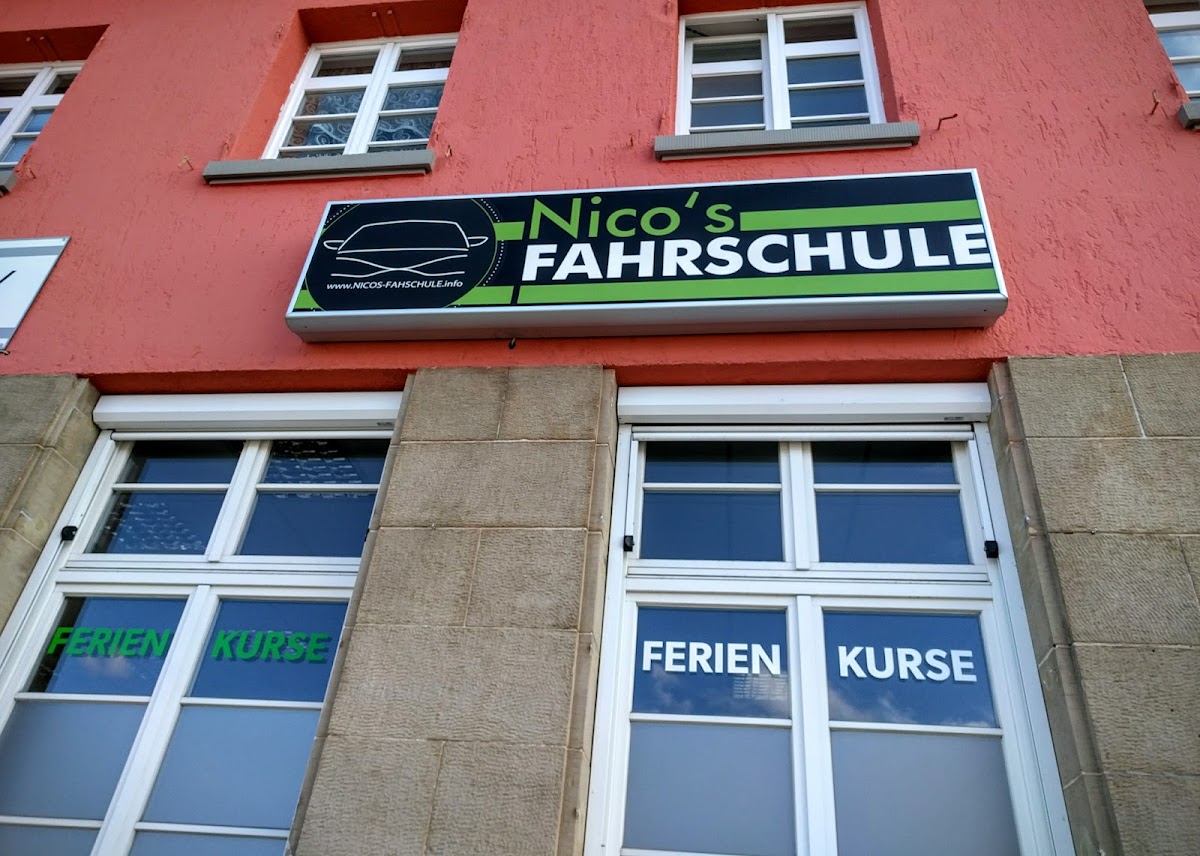 Nico's
FAHRSCHULE
www.NICOS-FAHSCHULE.info
FERIEN KURSE
FERIEN KURSE